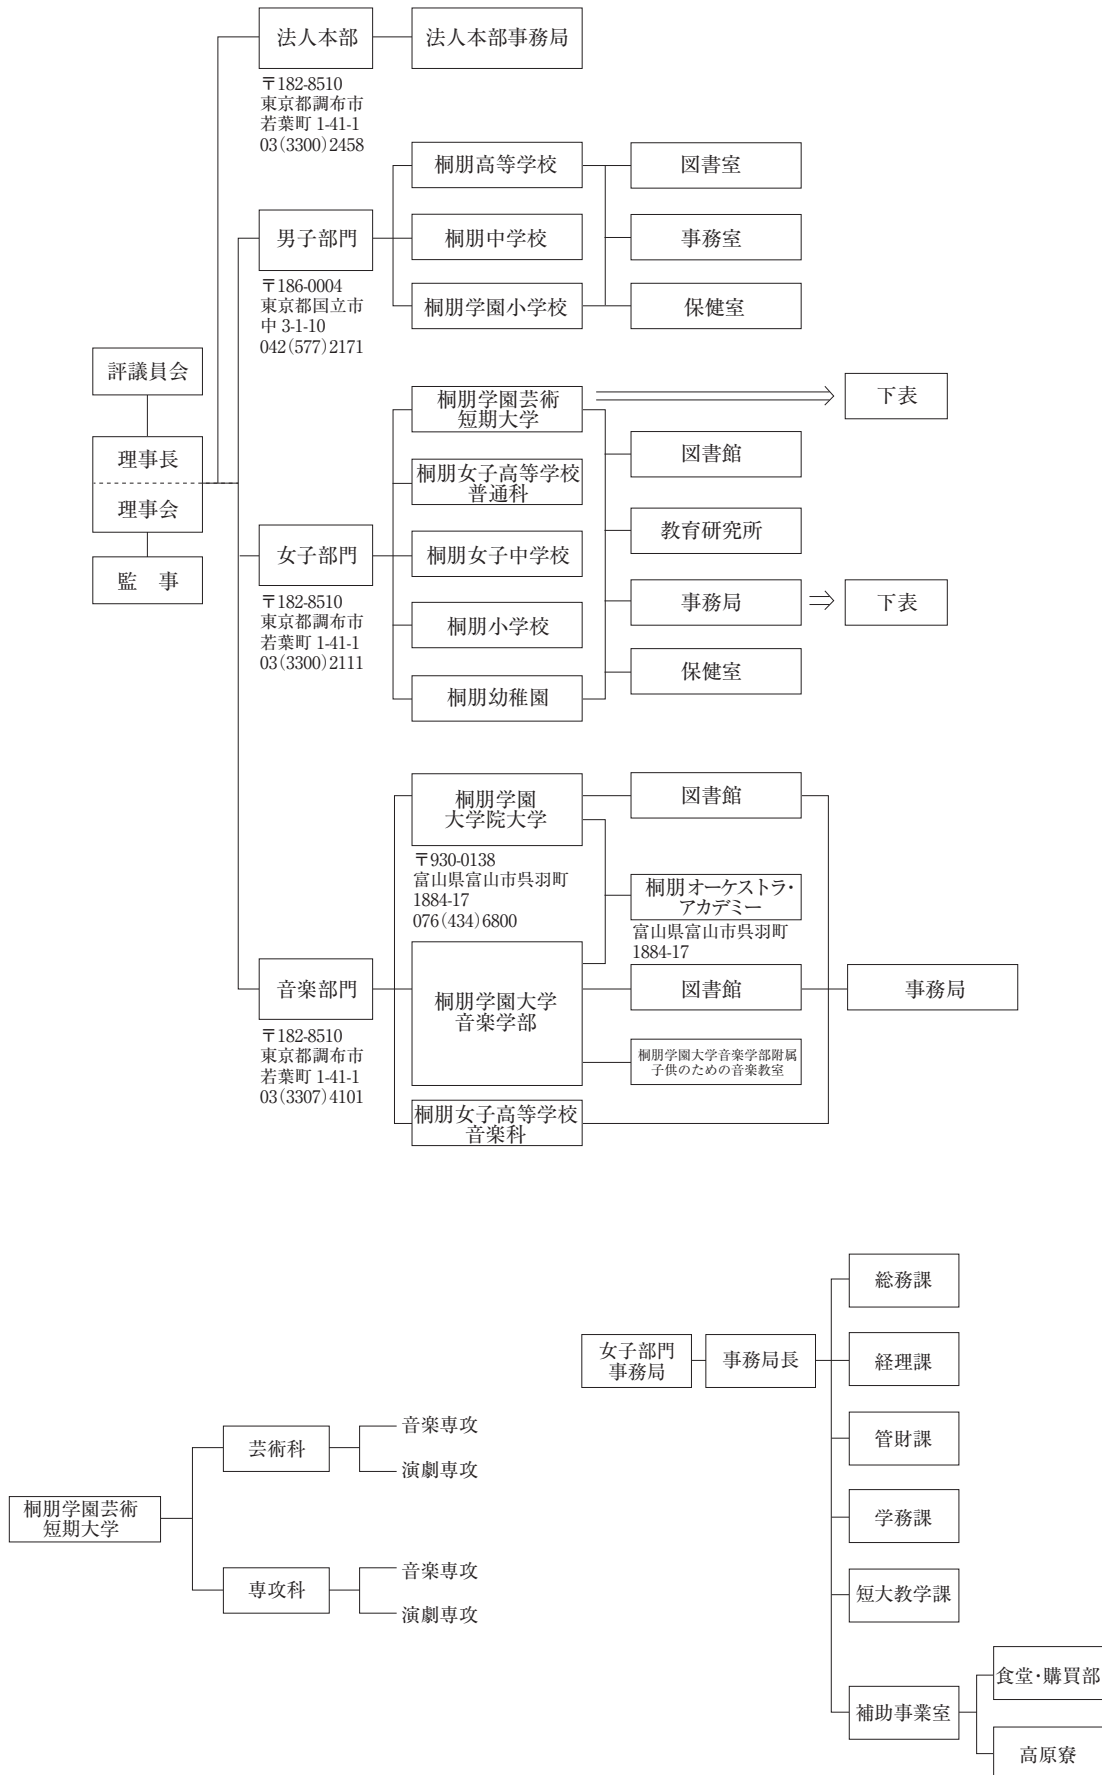 法人本部
法人本部事務局
〒182-8510
東京都調布市
若葉町 1-41-1
03(3300)2458
桐朋高等学校
図書室
男子部門
桐朋中学校
事務室
〒186-0004
東京都国立市
中 3-1-10
042(577)2171
桐朋学園小学校
保健室
評議員会
理事長
理事会
監　事
桐朋学園芸術
短期大学
下表
桐朋女子高等学校
普通科
図書館
教育研究所
女子部門
桐朋女子中学校
〒182-8510
東京都調布市
若葉町 1-41-1
03(3300)2111
事務局
下表
桐朋小学校
保健室
桐朋幼稚園
桐朋学園
大学院大学
図書館
〒930-0138
富山県富山市呉羽町
1884-17
076(434)6800
桐朋オーケストラ・
アカデミー
富山県富山市呉羽町
1884-17
音楽部門
〒182-8510
東京都調布市
若葉町 1-41-1
03(3307)4101
桐朋学園大学
音楽学部
図書館
事務局
桐朋学園大学音楽学部附属
子供のための音楽教室
桐朋女子高等学校
音楽科
桐朋学園芸術
短期大学
芸術科
音楽専攻
演劇専攻
専攻科
音楽専攻
演劇専攻
女子部門
事務局
事務局長
総務課
経理課
管財課
学務課
短大教学課
補助事業室
食堂・購買部
高原寮